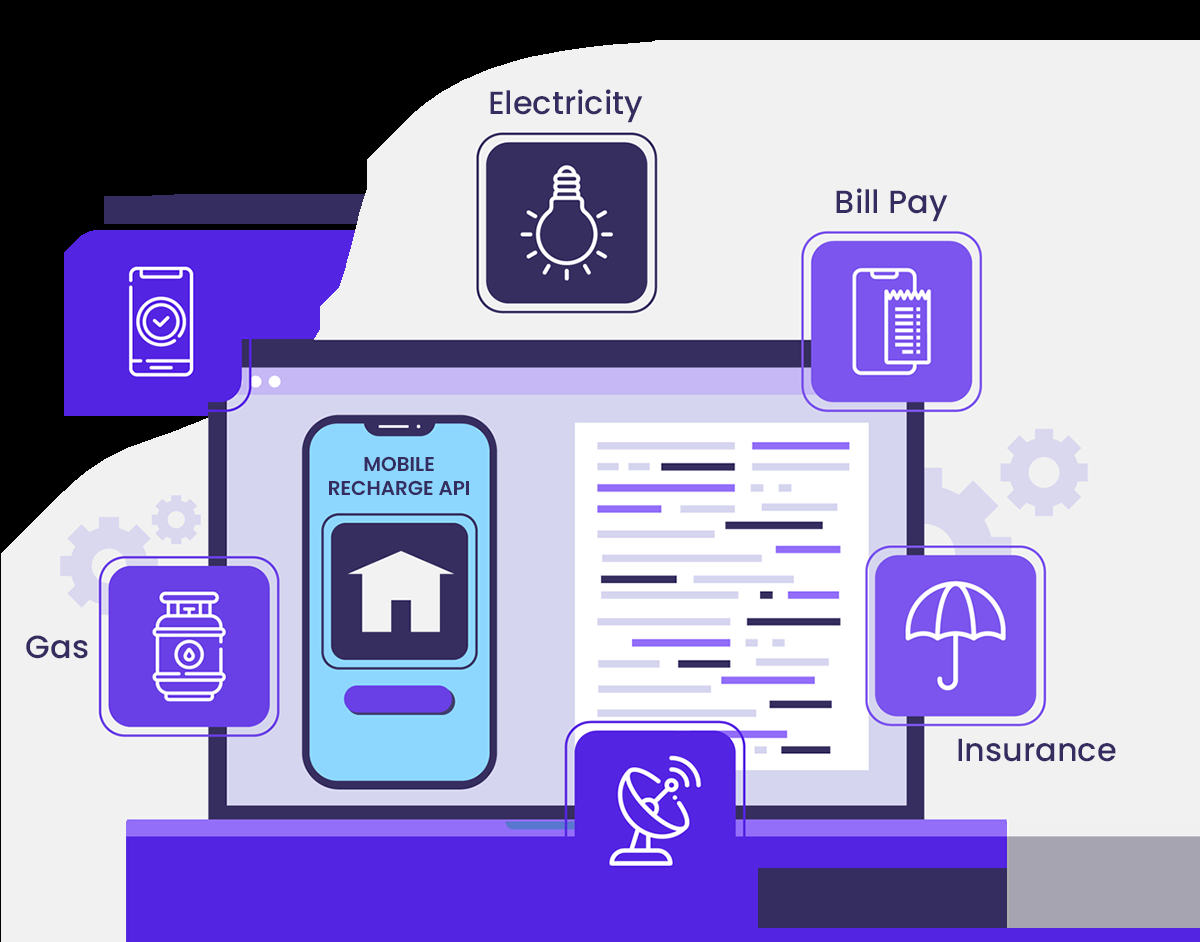 Electricity
Bill Pay
MOBILE
RECHARGE API
Gas
Insurance